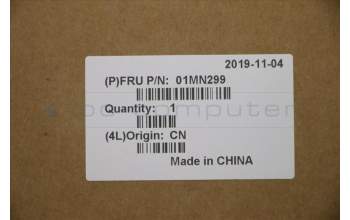 2019-11-04
(P)FRU P/N: 01MN299
Quantity: 1
(4L)Origin: CN
Made in CHINA